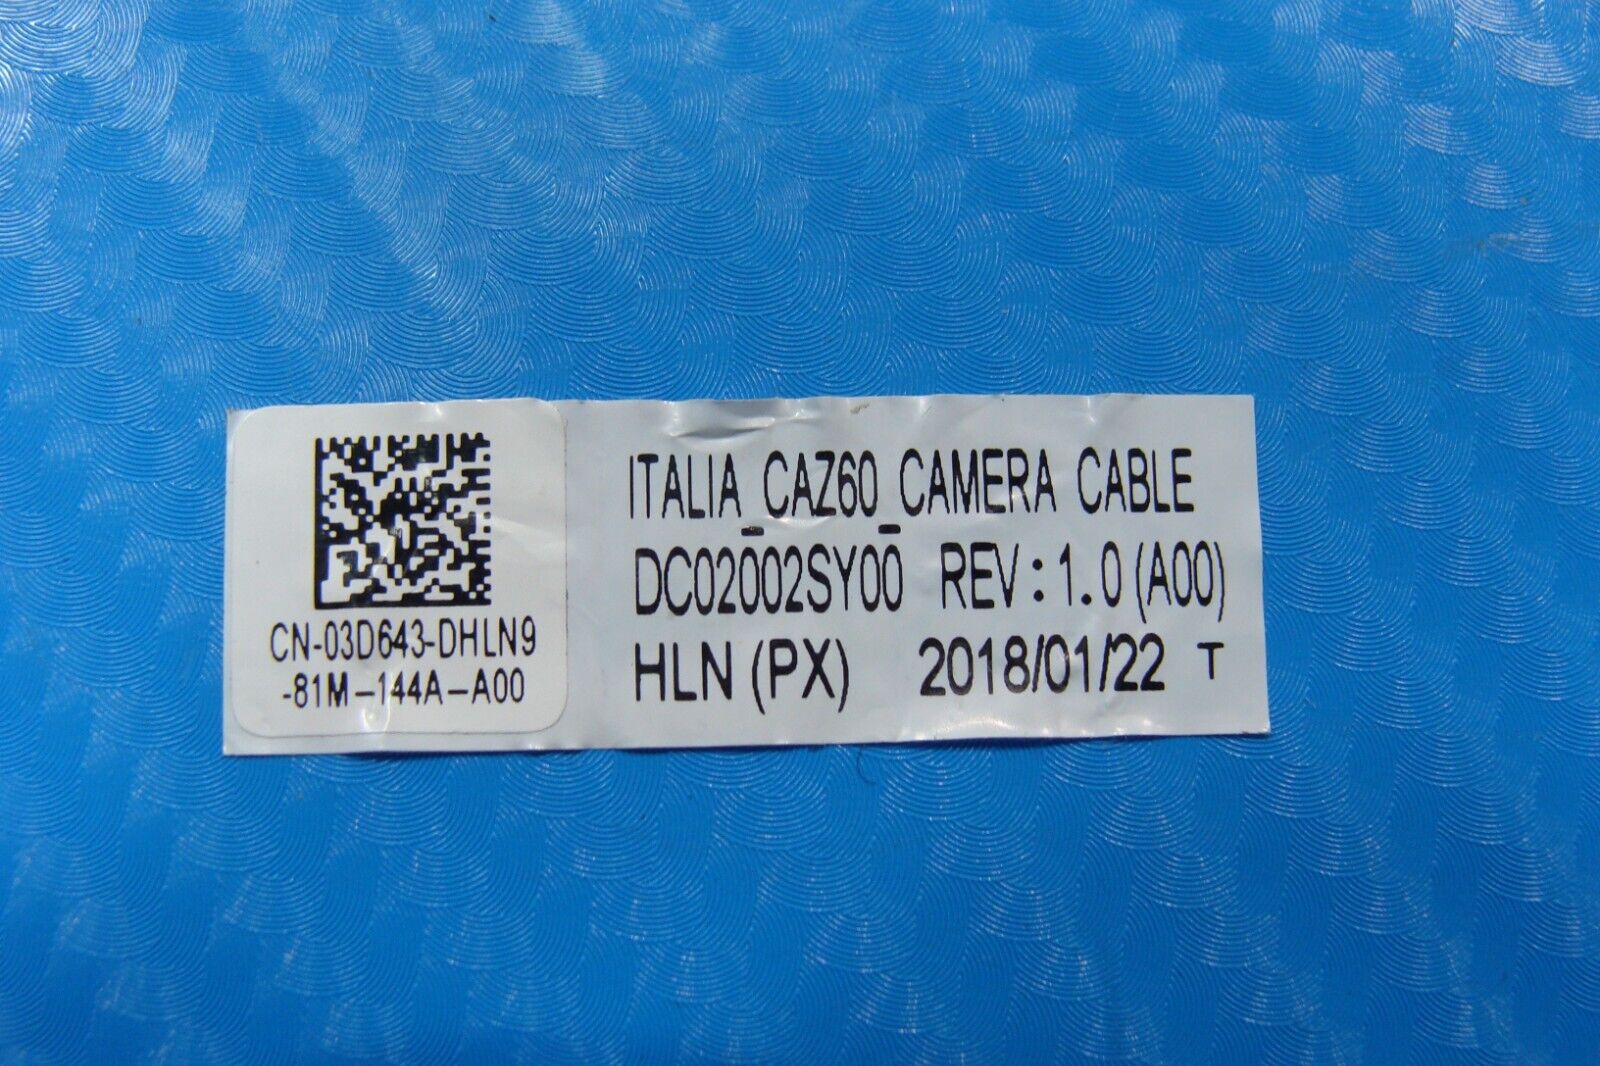 ITALIA_CAZ60_CAMERA CABLE
DC02002SY00 REV:1.0(A00)
HLN(PX) 2018/01/22 T
CN-03D643-DHLN9
-81M-144A-A00